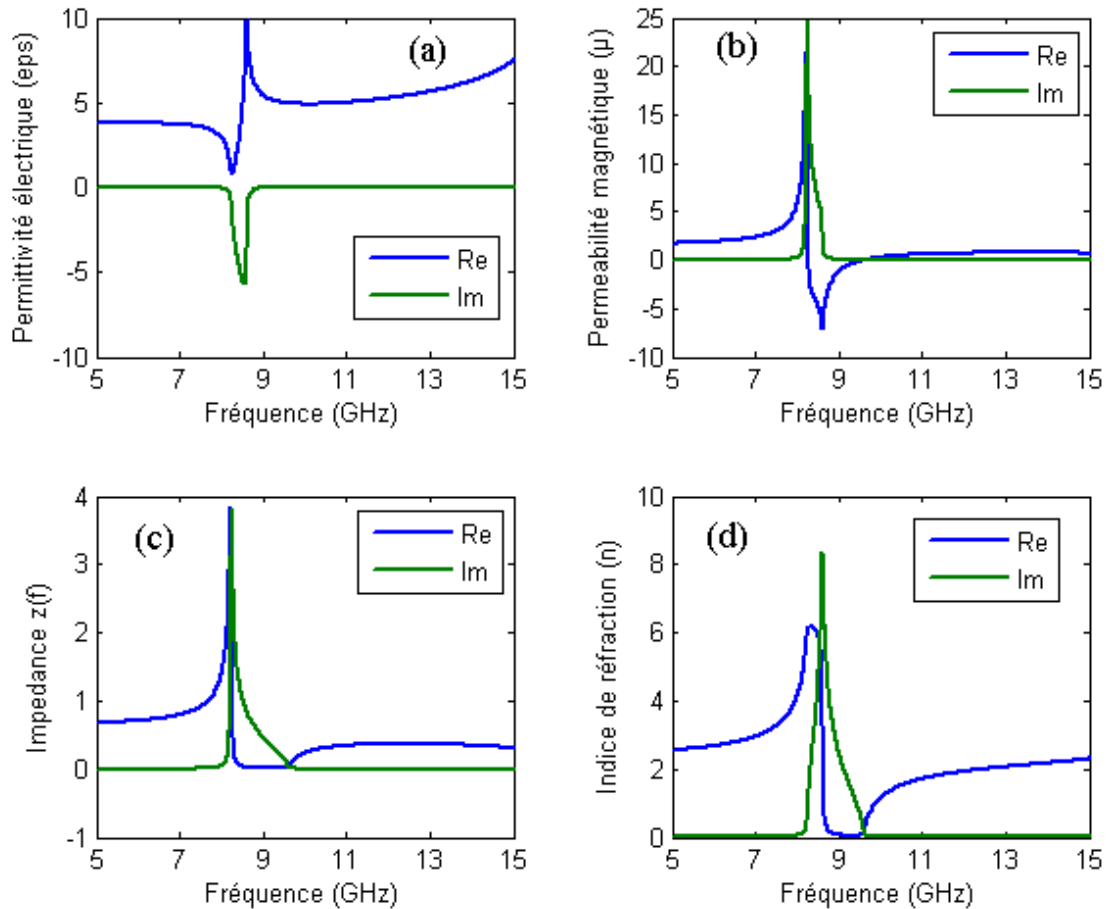 (a)
Permittivité électrique (eps)
10
5
0
-5
-10
Re
Im
5 7 9 11 13 15
Fréquence (GHz)
(b)
Permeabilité magnétique (μ)
25
20
15
10
5
0
-5
-10
Re
Im
5 7 9 11 13 15
Fréquence (GHz)
(c)
Impedance z(f)
4
3
2
1
0
-1
Re
Im
5 7 9 11 13 15
Fréquence (GHz)
(d)
Indice de réfraction (n)
10
8
6
4
2
0
Re
Im
5 7 9 11 13 15
Fréquence (GHz)